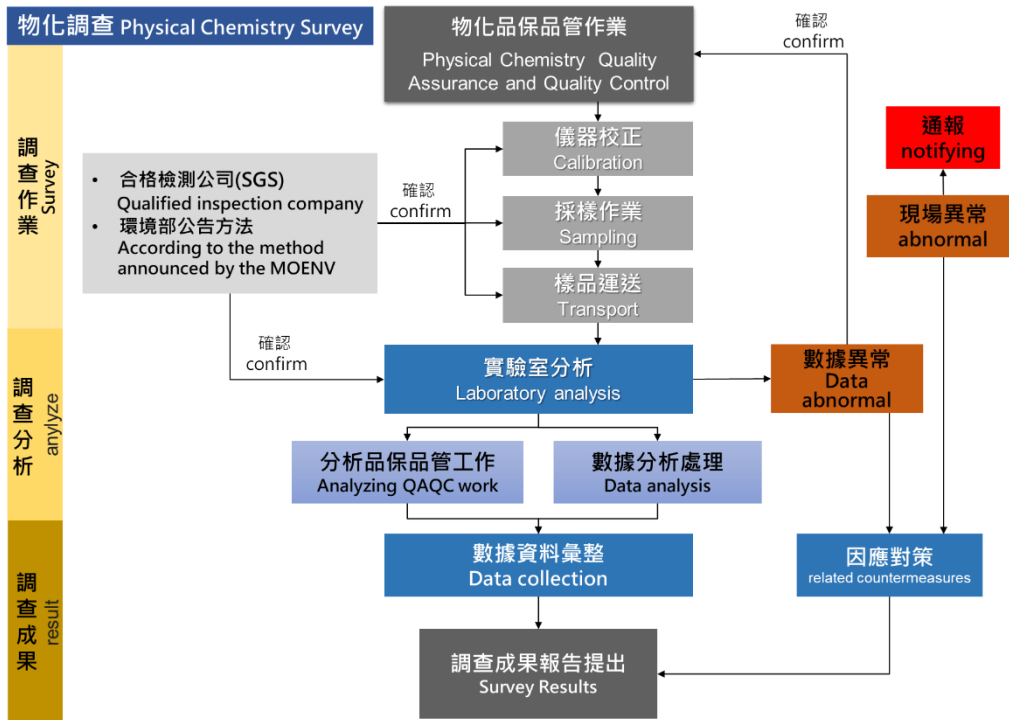 物化調查 Physical Chemistry Survey
物化品保品管作業
Physical Chemistry Quality
Assurance and Quality Control
確認
confirm
調查作業
Survey
儀器校正
Calibration
通報
notifying
• 合格檢測公司(SGS)
Qualified inspection company
• 環境部公告方法
According to the method
announced by the MOENV
確認
confirm
採樣作業
Sampling
現場異常
abnormal
樣品運送
Transport
調查分析
anylyze
確認
confirm
實驗室分析
Laboratory analysis
數據異常
Data
abnormal
分析品保品管工作
Analyzing QAQC work
數據分析處理
Data analysis
調查成果
result
數據資料彙整
Data collection
因應對策
related countermeasures
調查成果報告提出
Survey Results